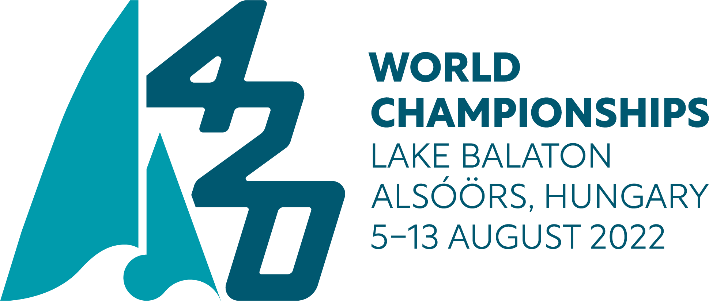 420
WORLD
CHAMPIONSHIPS
LAKE BALATON
ALSÓÖRS, HUNGARY
5–13 AUGUST 2022